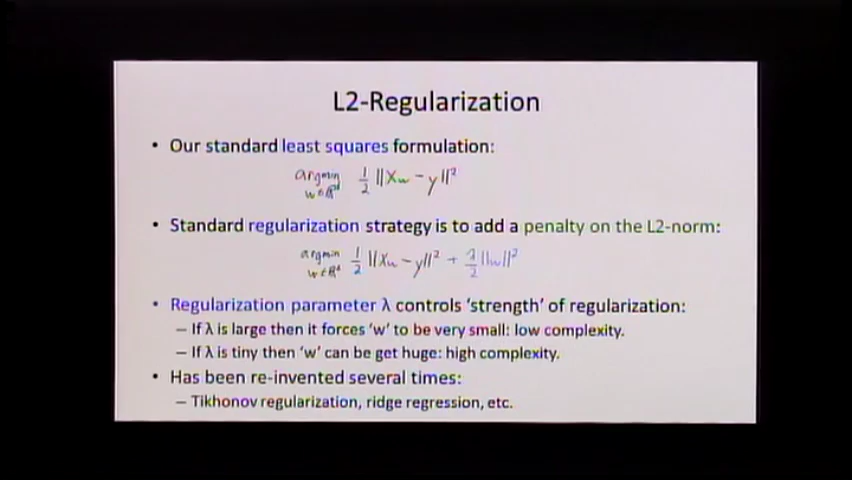 L2-Regularization
• Our standard least squares formulation:
argmin w∈ℝᵈ 1/2 ||Xw − y||²
• Standard regularization strategy is to add a penalty on the L2-norm:
argmin w∈ℝᵈ 1/2 ||Xw − y||² + λ/2 ||w||²
• Regularization parameter λ controls ‘strength’ of regularization:
– If λ is large then it forces ‘w’ to be very small: low complexity.
– If λ is tiny then ‘w’ can be get huge: high complexity.
• Has been re-invented several times:
– Tikhonov regularization, ridge regression, etc.